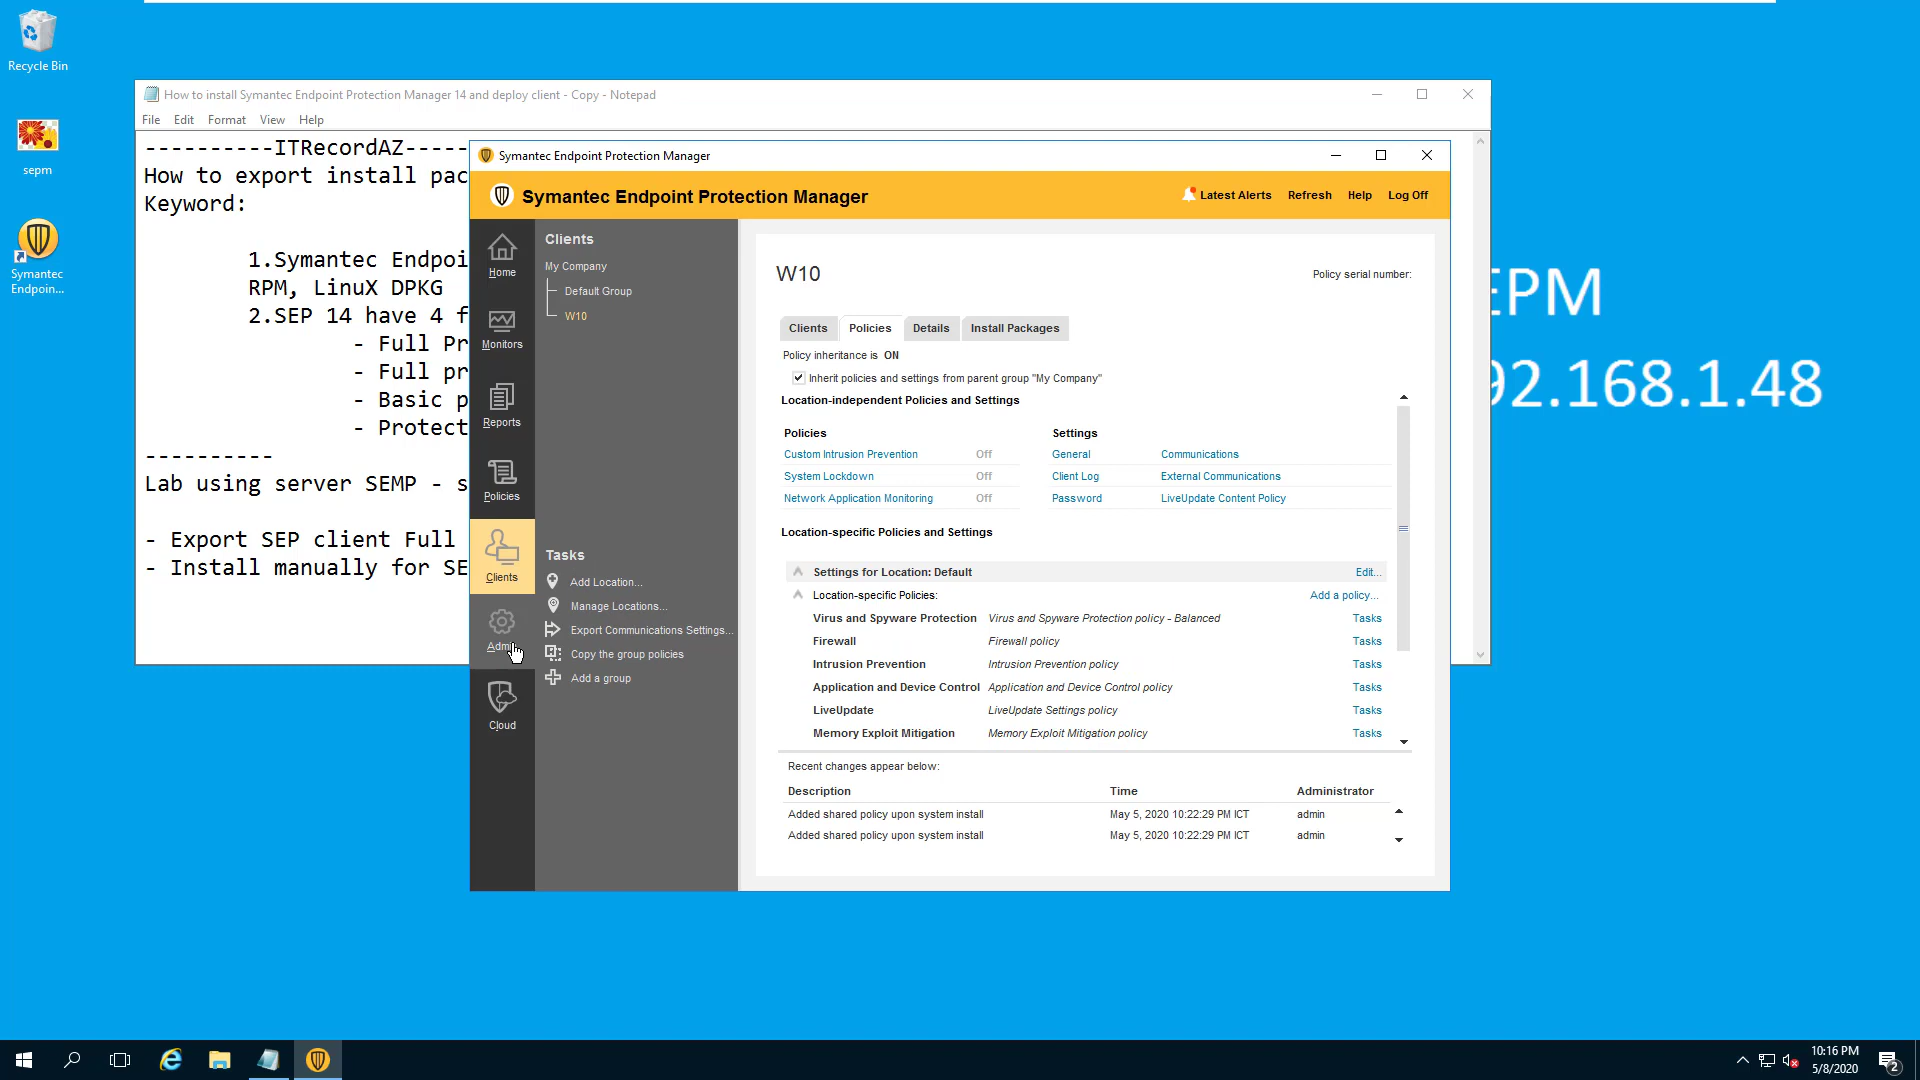 Recycle Bin
sepm
Symantec
Endpoin...
How to install Symantec Endpoint Protection Manager 14 and deploy client - Copy - Notepad
File Edit Format View Help
----------ITRecordAZ-----
How to export install pac
Keyword:
1.Symantec Endpoi
RPM, LinuX DPKG
2.SEP 14 have 4 f
- Full Pr
- Full pr
- Basic p
- Protect
----------
Lab using server SEMP - s
- Export SEP client Full
- Install manually for SE
EPM
92.168.1.48
Symantec Endpoint Protection Manager
Symantec Endpoint Protection Manager
Latest Alerts Refresh Help Log Off
Home
Monitors
Reports
Policies
Clients
Admi
Cloud
Clients
My Company
Default Group
W10
Tasks
Add Location...
Manage Locations...
Export Communications Settings...
Copy the group policies
Add a group
W10
Policy serial number:
Clients Policies Details Install Packages
Policy inheritance is ON
Inherit policies and settings from parent group "My Company"
Location-independent Policies and Settings
Policies Settings
Custom Intrusion Prevention Off General Communications
System Lockdown Off Client Log External Communications
Network Application Monitoring Off Password LiveUpdate Content Policy
Location-specific Policies and Settings
Settings for Location: Default Edit...
Location-specific Policies: Add a policy...
Virus and Spyware Protection Virus and Spyware Protection policy - Balanced Tasks
Firewall Firewall policy Tasks
Intrusion Prevention Intrusion Prevention policy Tasks
Application and Device Control Application and Device Control policy Tasks
LiveUpdate LiveUpdate Settings policy Tasks
Memory Exploit Mitigation Memory Exploit Mitigation policy Tasks
Recent changes appear below:
Description Time Administrator
Added shared policy upon system install May 5, 2020 10:22:29 PM ICT admin
Added shared policy upon system install May 5, 2020 10:22:29 PM ICT admin
10:16 PM
5/8/2020
2